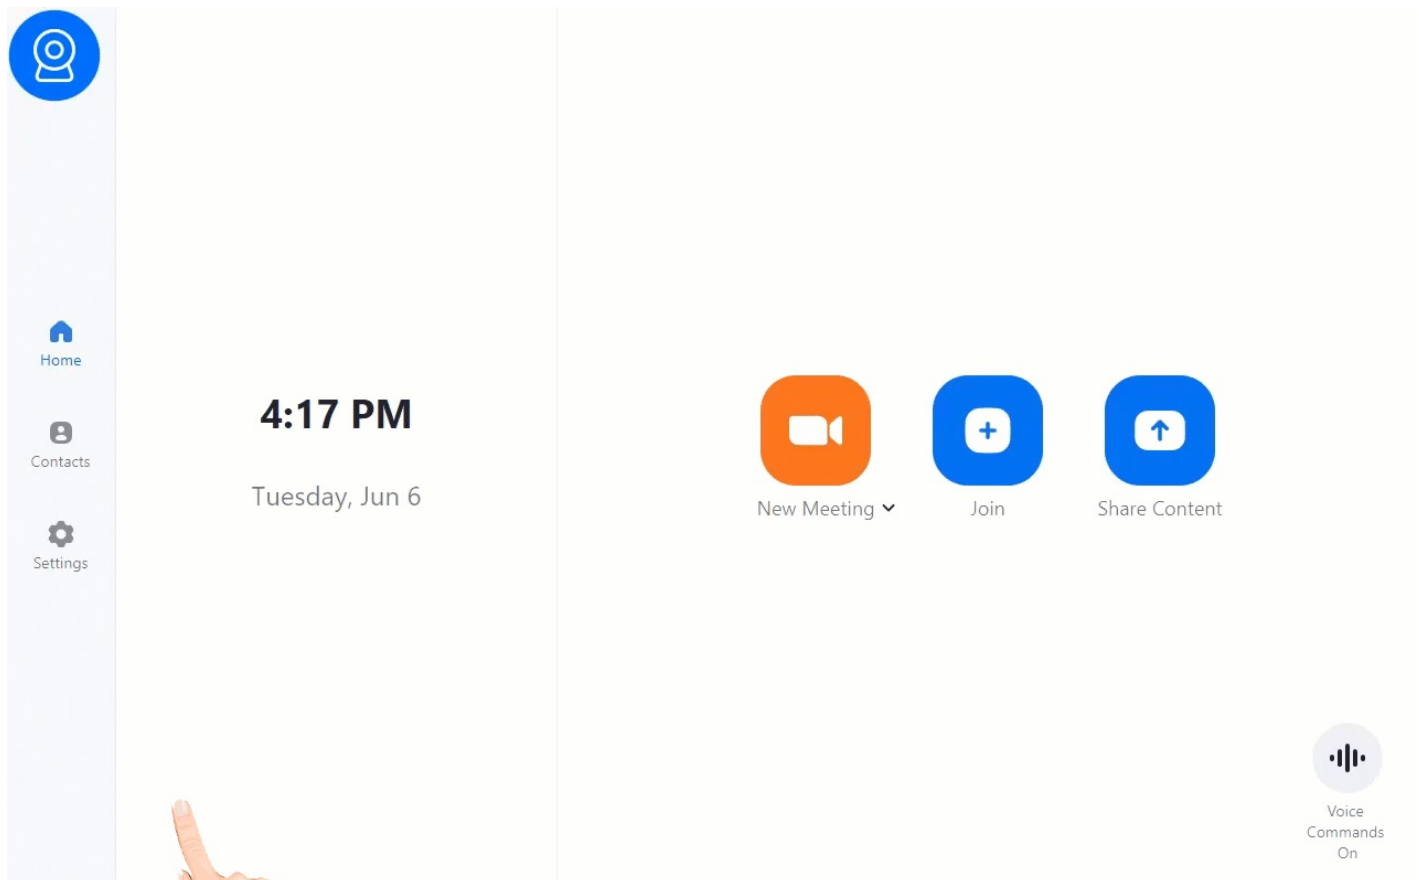 Home
Contacts
Settings
4:17 PM
Tuesday, Jun 6
New Meeting
Join
Share Content
Voice
Commands
On